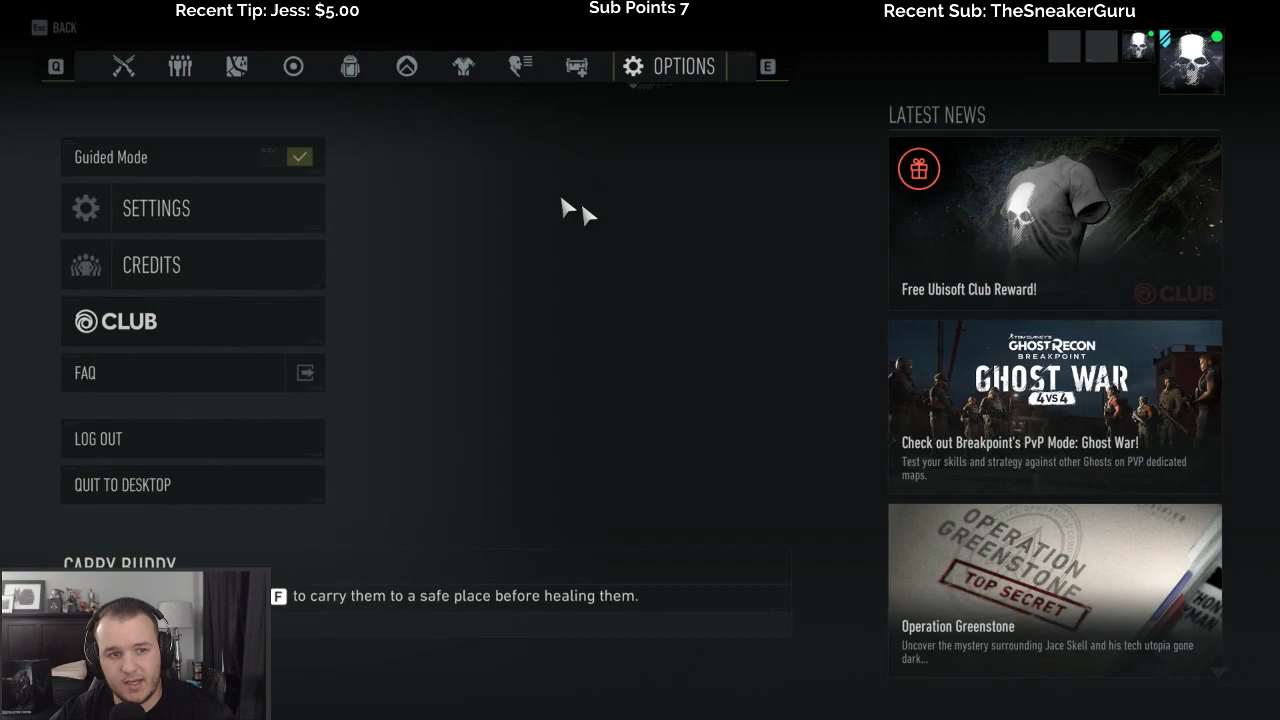 Recent Tip: Jess: $5.00
Sub Points 7
Recent Sub: TheSneakerGuru
Esc BACK
Q
OPTIONS
E
LATEST NEWS
Guided Mode
SETTINGS
CREDITS
CLUB
FAQ
LOG OUT
QUIT TO DESKTOP
CARRY BUDDY
F to carry them to a safe place before healing them.
Free Ubisoft Club Reward!
CLUB
TOM CLANCY'S
GHOST RECON
BREAKPOINT
GHOST WAR
4 VS 4
Check out Breakpoint's PvP Mode: Ghost War!
Test your skills and strategy against other Ghosts on PVP dedicated
maps.
OPERATION
GREENSTONE
TOP SECRET
Operation Greenstone
Uncover the mystery surrounding Jace Skell and his tech utopia gone
dark...